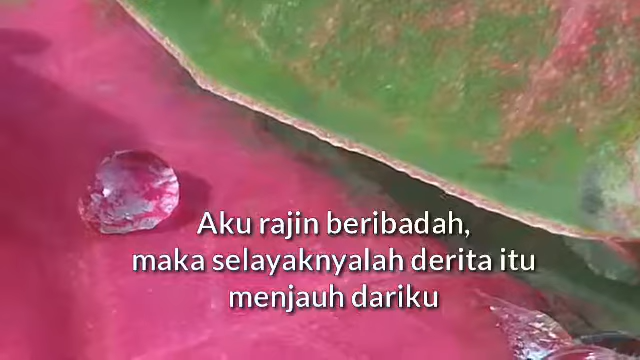 Aku rajin beribadah,
maka selayaknyalah derita itu
menjauh dariku